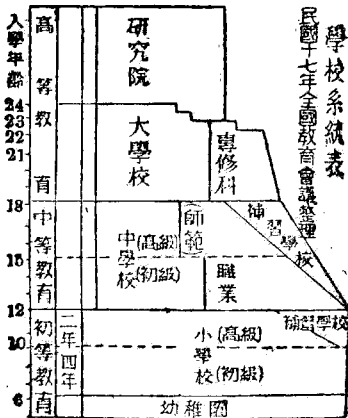 學校系統表
民國十七年全國教育會議整理
入學年齡
高等教育
中等教育
初等教育
24
23
22
21
18
15
12
10
6
二年
四年
研究院
大學校
專修科
中學校
(高級)
(初級)
(師範)
職業
補習學校
補習學校
小學校
(高級)
(初級)
幼稚園